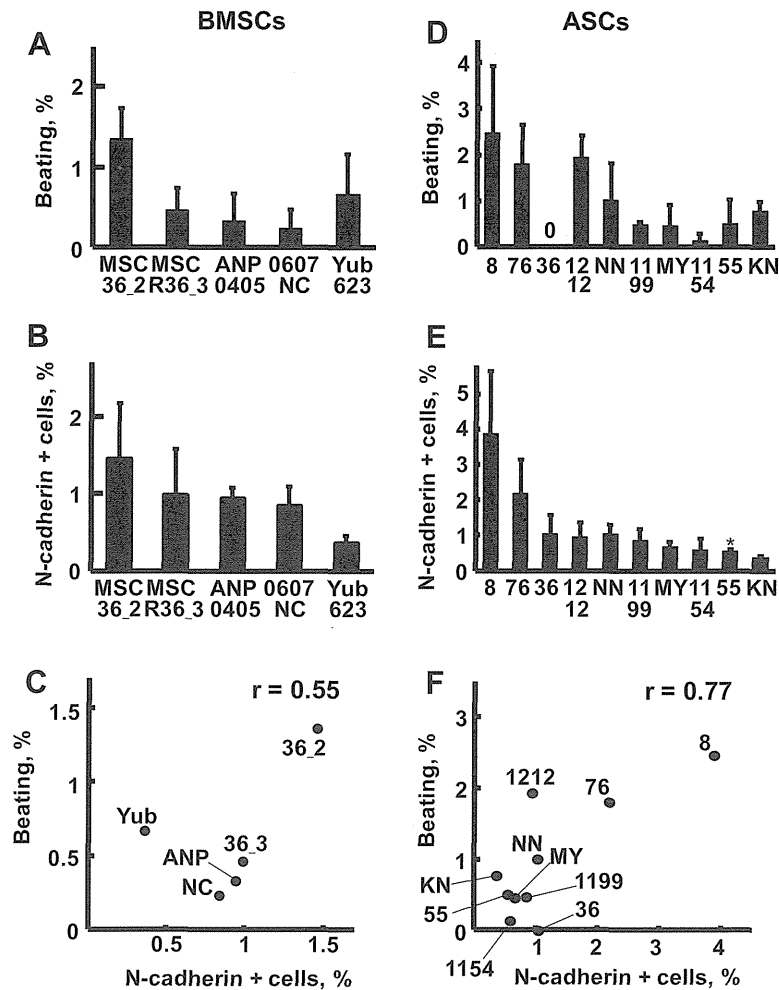 BMSCs
ASCs
A
Beating, %
2
1
0
MSC MSC ANP 0607 Yub
36_2 R36_3 0405 NC 623
D
Beating, %
4
3
2
1
0
0
8 76 36 12 NN 11 MY 11 55 KN
12 99 54
B
N-cadherin + cells, %
2
1
0
MSC MSC ANP 0607 Yub
36_2 R36_3 0405 NC 623
E
N-cadherin + cells, %
5
4
3
2
1
0
*
8 76 36 12 NN 11 MY 11 55 KN
12 99 54
C
r = 0.55
Beating, %
1.5
1
0.5
0
36_2
Yub
36_3
ANP
NC
0.5 1 1.5
N-cadherin + cells, %
F
r = 0.77
Beating, %
3
2
1
0
8
1212
76
NN
MY
KN
1199
55
36
1154
1 2 3 4
N-cadherin + cells, %